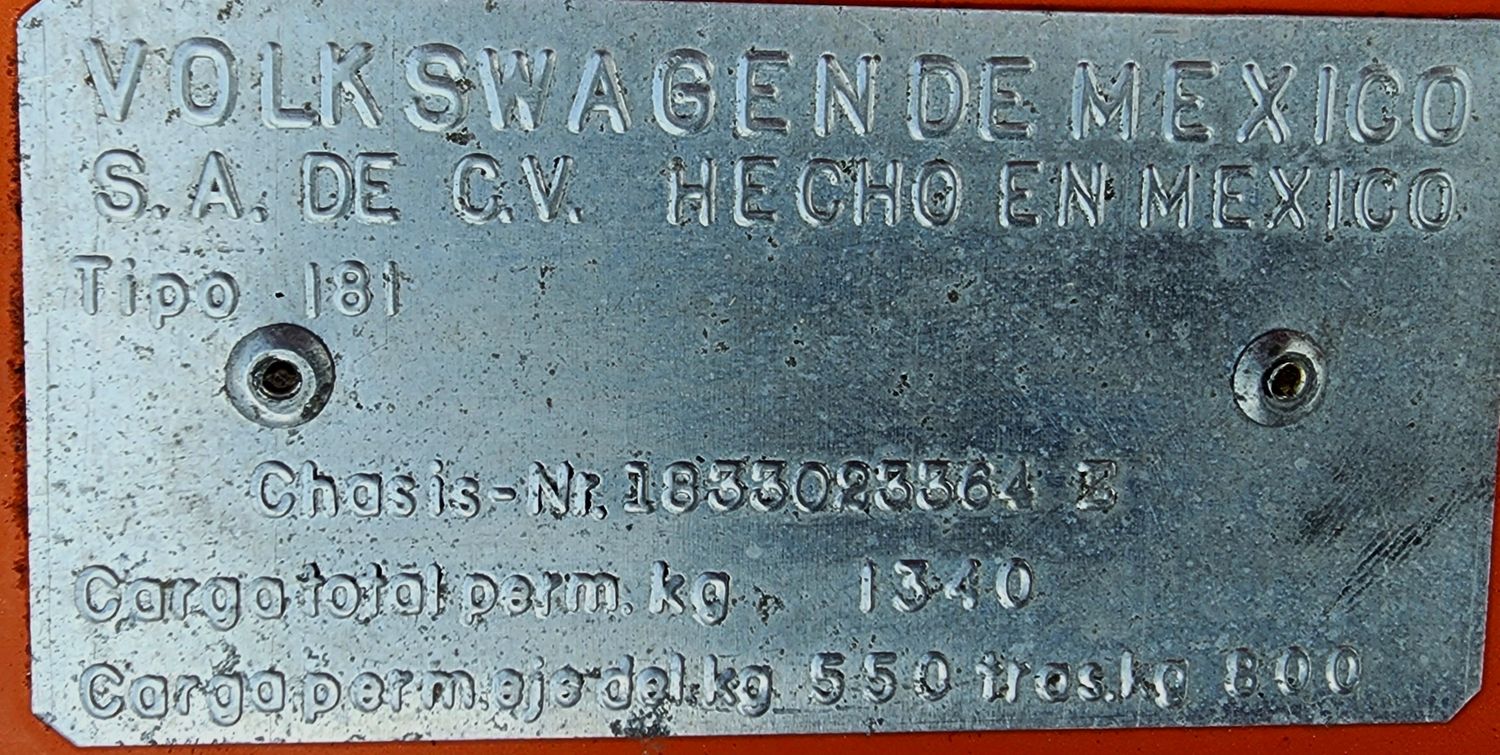 VOLKSWAGEN DE MEXICO
S.A. DE C.V. HECHO EN MEXICO
Tipo 181
Chasis-Nr. 1833023364 E
Carga total perm. kg 1340
Carga perm. eje del. kg 550 tras. kg 800